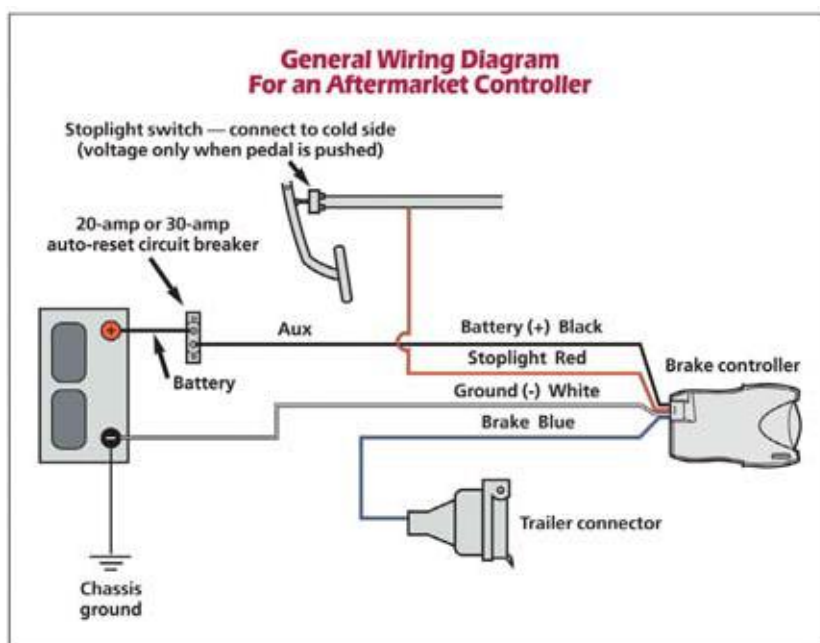 General Wiring Diagram
For an Aftermarket Controller
Stoplight switch — connect to cold side
(voltage only when pedal is pushed)
20-amp or 30-amp
auto-reset circuit breaker
+
Aux
Battery (+) Black
Battery
Stoplight Red
Brake controller
Ground (-) White
-
Brake Blue
Trailer connector
Chassis
ground